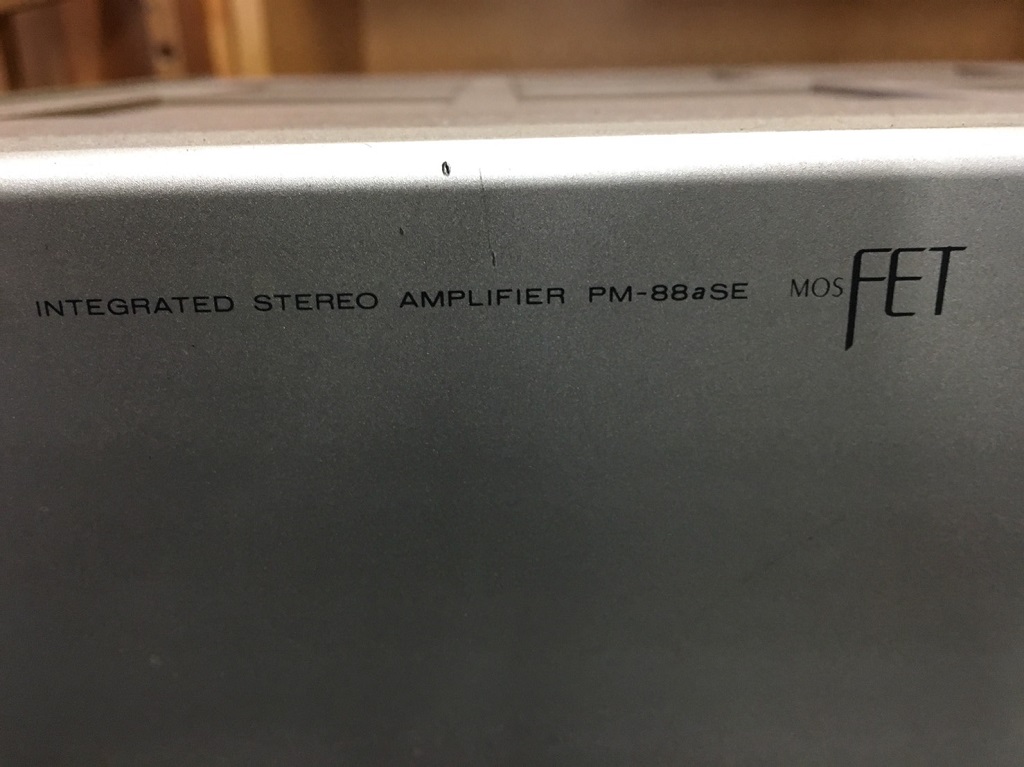 INTEGRATED STEREO AMPLIFIER PM-88aSE MOS FET